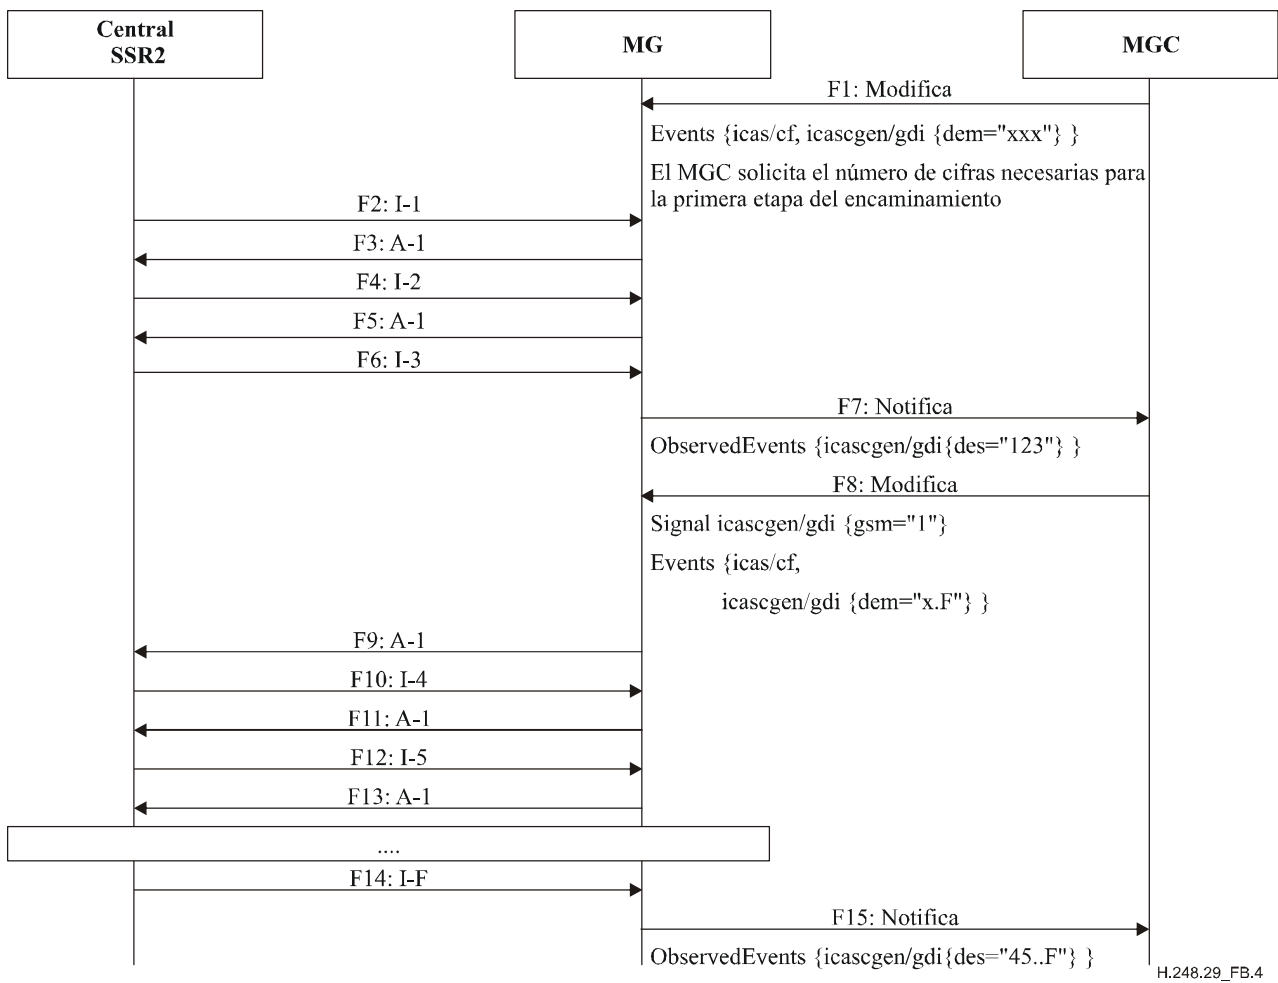 Central
SSR2
MG
MGC
F1: Modifica
Events {icas/cf, icascgen/gdi {dem="xxx"} }
El MGC solicita el número de cifras necesarias para
la primera etapa del encaminamiento
F2: I-1
F3: A-1
F4: I-2
F5: A-1
F6: I-3
F7: Notifica
ObservedEvents {icascgen/gdi{des="123"} }
F8: Modifica
Signal icascgen/gdi {gsm="1"}
Events {icas/cf,
icascgen/gdi {dem="x.F"} }
F9: A-1
F10: I-4
F11: A-1
F12: I-5
F13: A-1
....
F14: I-F
F15: Notifica
ObservedEvents {icascgen/gdi{des="45..F"} }
H.248.29_FB.4